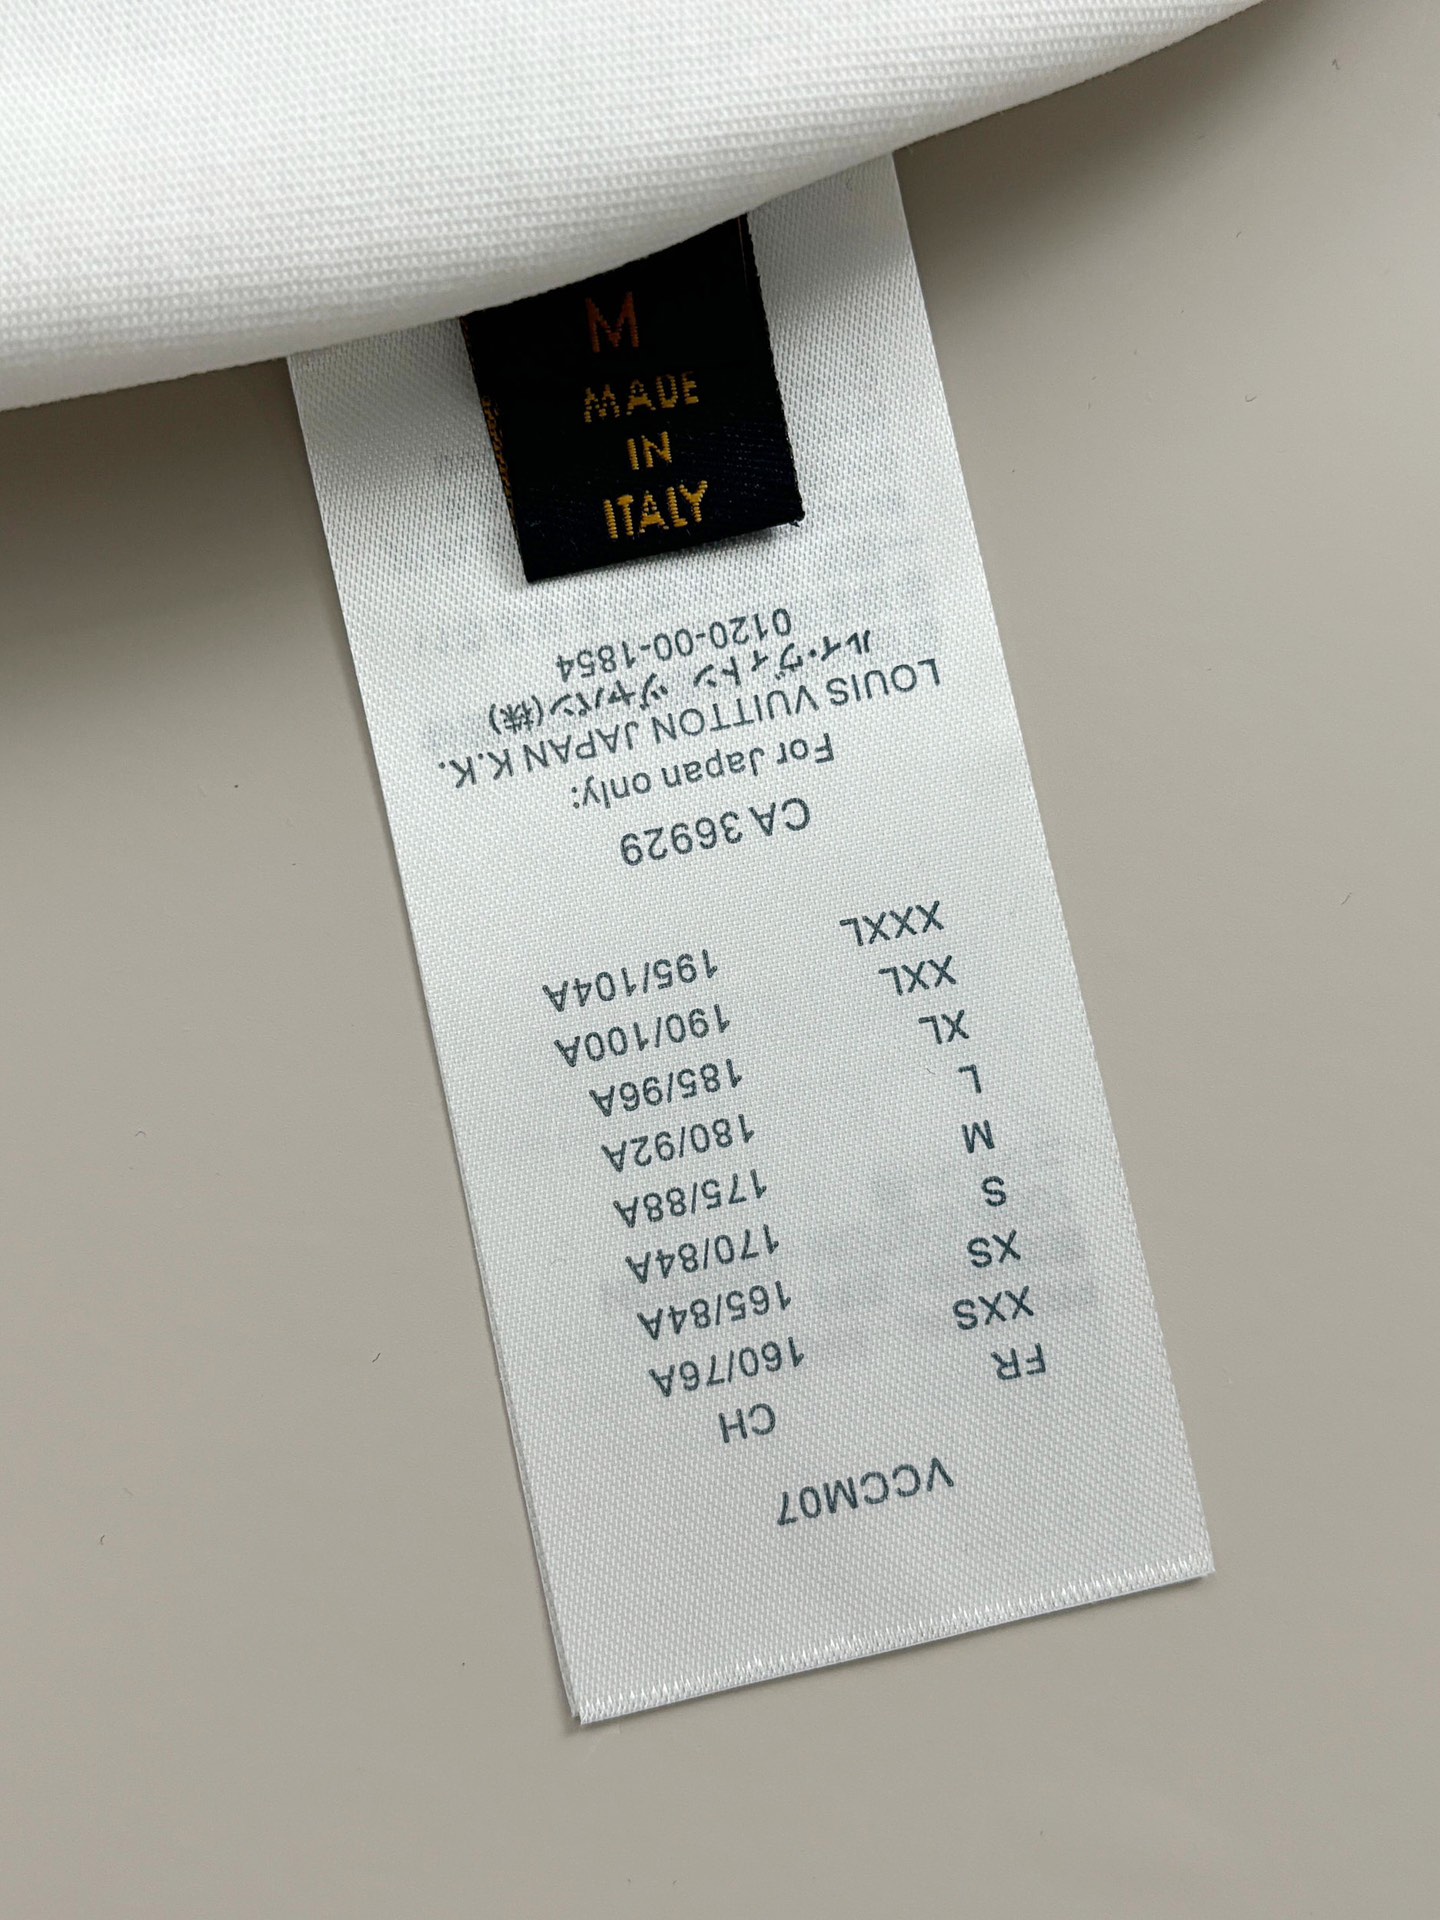 M
MADE
IN
ITALY
VCCM07
FR CH
XXS 160/76A
XS 165/84A
S 170/84A
M 175/88A
L 180/92A
XL 185/96A
XXL 190/100A
XXXL 195/104A
CA 36929
For Japan only:
LOUIS VUITTON JAPAN K.K.
ルイ・ヴィトン ジャパン(株)
0120-00-1854